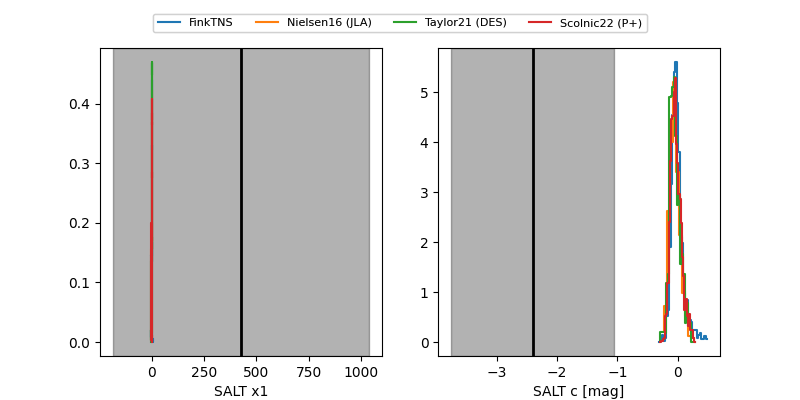 FinkTNS Nielsen16 (JLA) Taylor21 (DES) Scolnic22 (P+)
0.4
0.3
0.2
0.1
0.0
0 250 500 750 1000
SALT x1
5
4
3
2
1
0
−3 −2 −1 0
SALT c [mag]